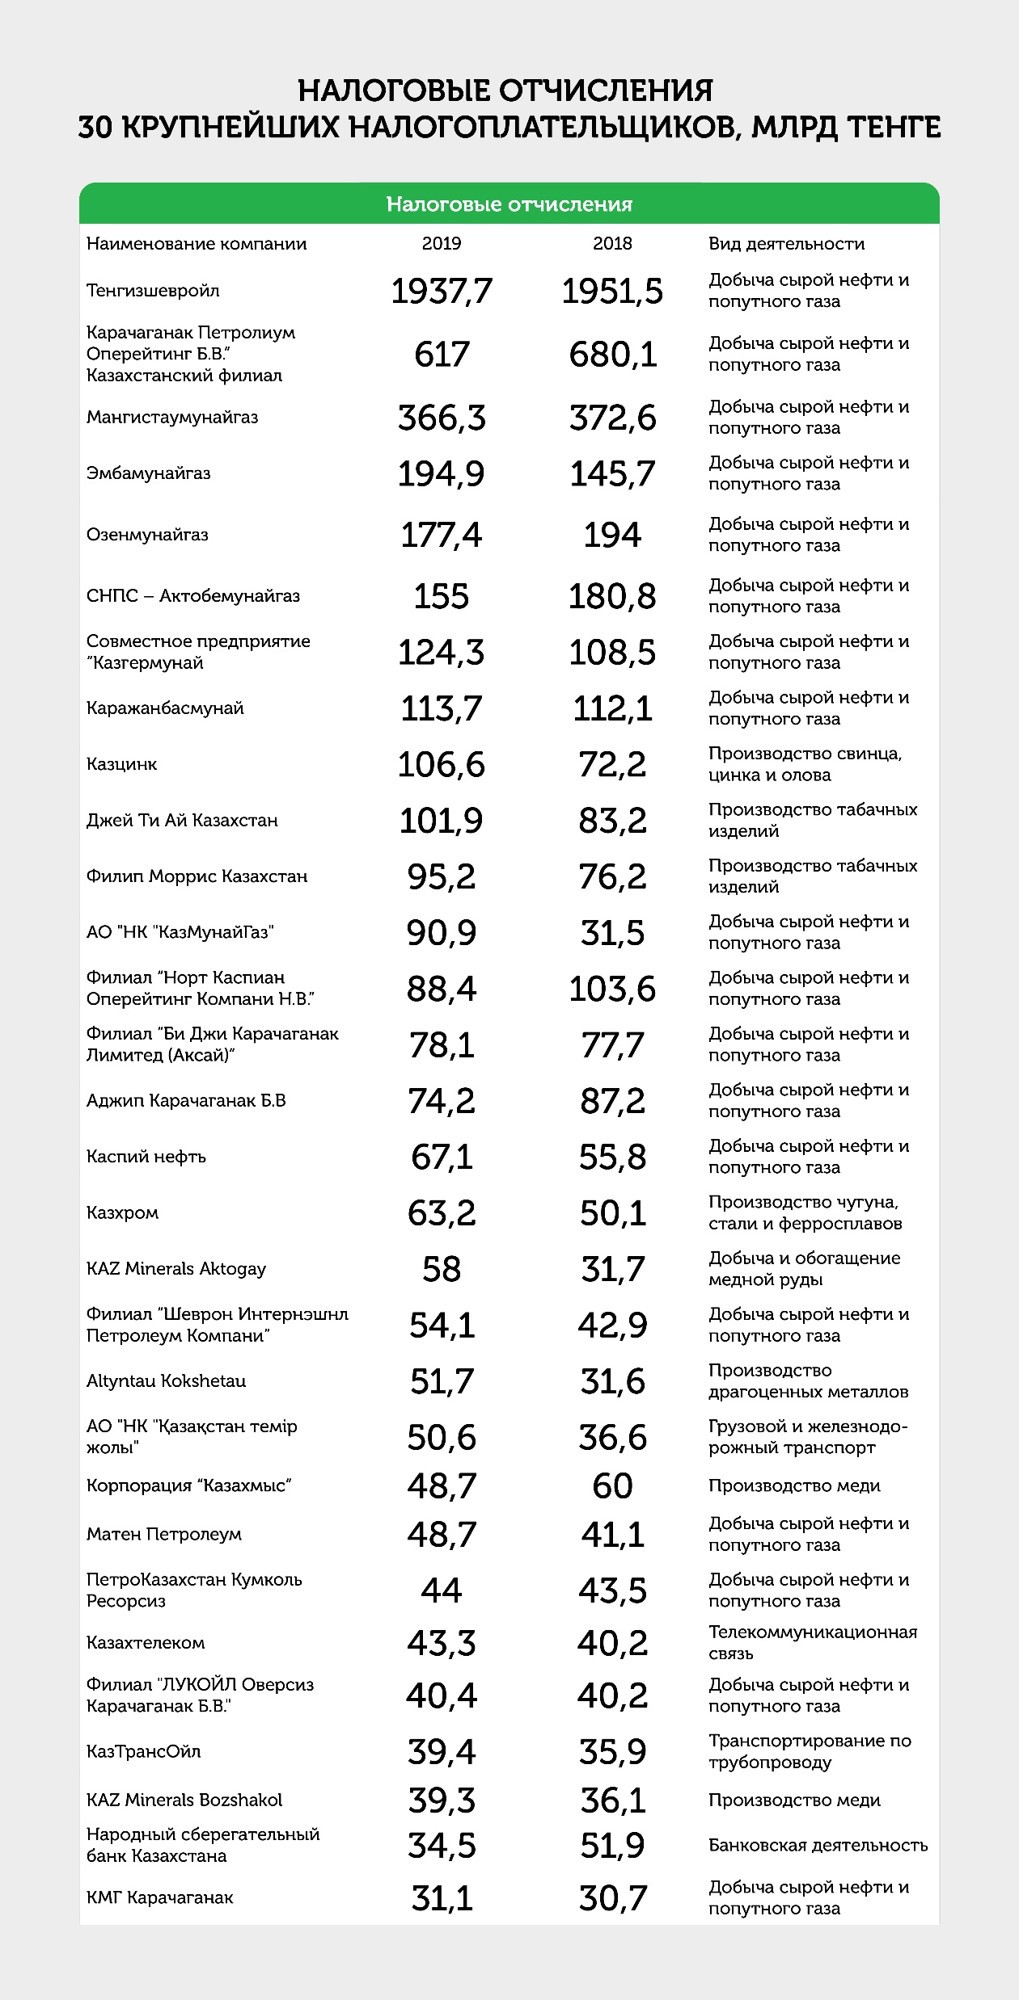 НАЛОГОВЫЕ ОТЧИСЛЕНИЯ
30 КРУПНЕЙШИХ НАЛОГОПЛАТЕЛЬЩИКОВ, МЛРД ТЕНГЕ
Налоговые отчисления
Наименование компании 2019 2018 Вид деятельности
Тенгизшевройл 1937,7 1951,5 Добыча сырой нефти и
попутного газа
Карачаганак Петролиум
Оперейтинг Б.В.“
Казахстанский филиал 617 680,1 Добыча сырой нефти и
попутного газа
Мангистаумунайгаз 366,3 372,6 Добыча сырой нефти и
попутного газа
Эмбамунайгаз 194,9 145,7 Добыча сырой нефти и
попутного газа
Озенмунайгаз 177,4 194 Добыча сырой нефти и
попутного газа
СНПС – Актобемунайгаз 155 180,8 Добыча сырой нефти и
попутного газа
Совместное предприятие
“Казгермунай 124,3 108,5 Добыча сырой нефти и
попутного газа
Каражанбасмунай 113,7 112,1 Добыча сырой нефти и
попутного газа
Казцинк 106,6 72,2 Производство свинца,
цинка и олова
Джей Ти Ай Казахстан 101,9 83,2 Производство табачных
изделий
Филип Моррис Казахстан 95,2 76,2 Производство табачных
изделий
АО "НК "КазМунайГаз" 90,9 31,5 Добыча сырой нефти и
попутного газа
Филиал “Норт Каспиан
Оперейтинг Компани Н.В.” 88,4 103,6 Добыча сырой нефти и
попутного газа
Филиал “Би Джи Карачаганак
Лимитед (Аксай)“ 78,1 77,7 Добыча сырой нефти и
попутного газа
Аджип Карачаганак Б.В 74,2 87,2 Добыча сырой нефти и
попутного газа
Каспий нефть 67,1 55,8 Добыча сырой нефти и
попутного газа
Казхром 63,2 50,1 Производство чугуна,
стали и ферросплавов
KAZ Minerals Aktogay 58 31,7 Добыча и обогащение
медной руды
Филиал “Шеврон Интернэшнл
Петролеум Компани” 54,1 42,9 Добыча сырой нефти и
попутного газа
Altyntau Kokshetau 51,7 31,6 Производство
драгоценных металлов
АО "НК "Қазақстан темір
жолы" 50,6 36,6 Грузовой и железнодо-
рожный транспорт
Корпорация “Казахмыс“ 48,7 60 Производство меди
Матен Петролеум 48,7 41,1 Добыча сырой нефти и
попутного газа
ПетроКазахстан Кумколь
Ресорсиз 44 43,5 Добыча сырой нефти и
попутного газа
Казахтелеком 43,3 40,2 Телекоммуникационная
связь
Филиал "ЛУКОЙЛ Оверсиз
Карачаганак Б.В." 40,4 40,2 Добыча сырой нефти и
попутного газа
КазТрансОйл 39,4 35,9 Транспортирование по
трубопроводу
KAZ Minerals Bozshakol 39,3 36,1 Производство меди
Народный сберегательный
банк Казахстана 34,5 51,9 Банковская деятельность
КМГ Карачаганак 31,1 30,7 Добыча сырой нефти и
попутного газа